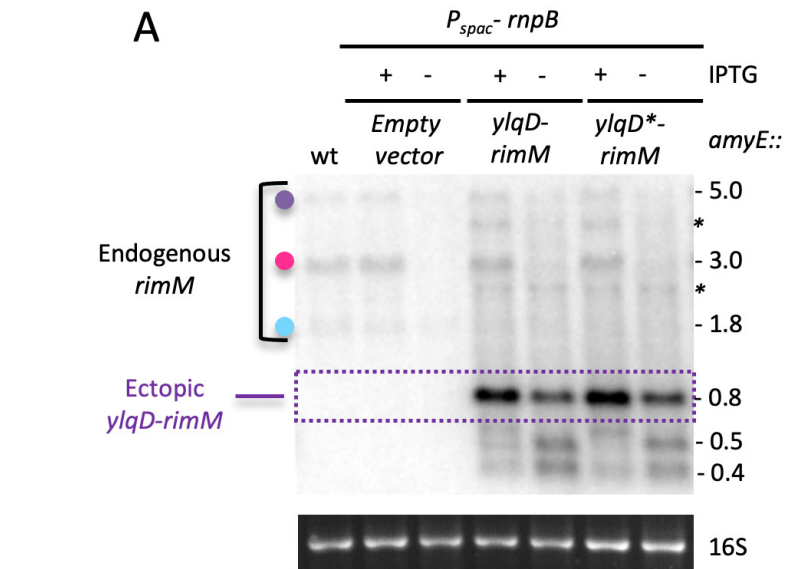 A
Pspac- rnpB
+ - + - + - IPTG
Empty vector
ylqD-rimM
ylqD*-rimM
amyE::
wt
Endogenous
rimM
- 5.0
*
- 3.0
*
- 1.8
Ectopic
ylqD-rimM
- 0.8
- 0.5
- 0.4
16S